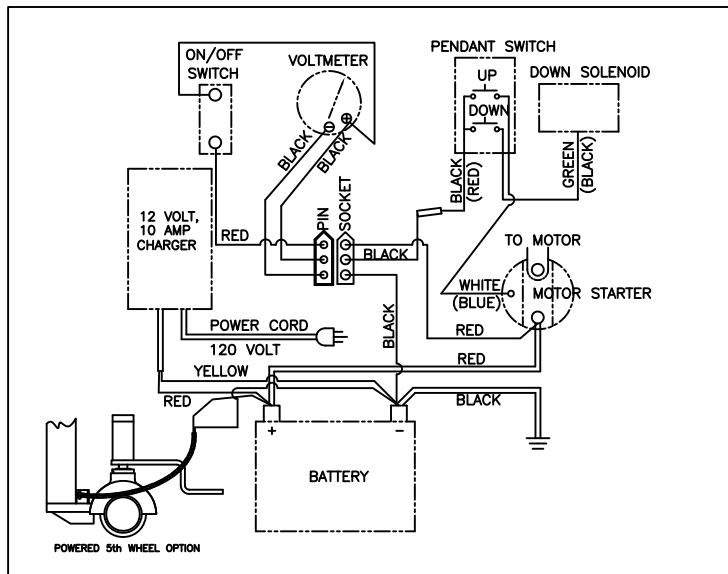 ON/OFF
SWITCH
VOLTMETER
PENDANT SWITCH
UP
DOWN
DOWN SOLENOID
BLACK
BLACK
BLACK
(RED)
GREEN
(BLACK)
12 VOLT,
10 AMP
CHARGER
RED
PIN
SOCKET
BLACK
TO MOTOR
WHITE
(BLUE)
MOTOR STARTER
POWER CORD
120 VOLT
BLACK
RED
RED
YELLOW
RED
BLACK
+
–
BATTERY
POWERED 5th WHEEL OPTION